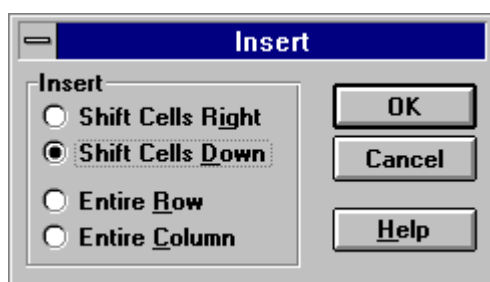 Insert
Insert
Shift Cells Right
Shift Cells Down
Entire Row
Entire Column
OK
Cancel
Help